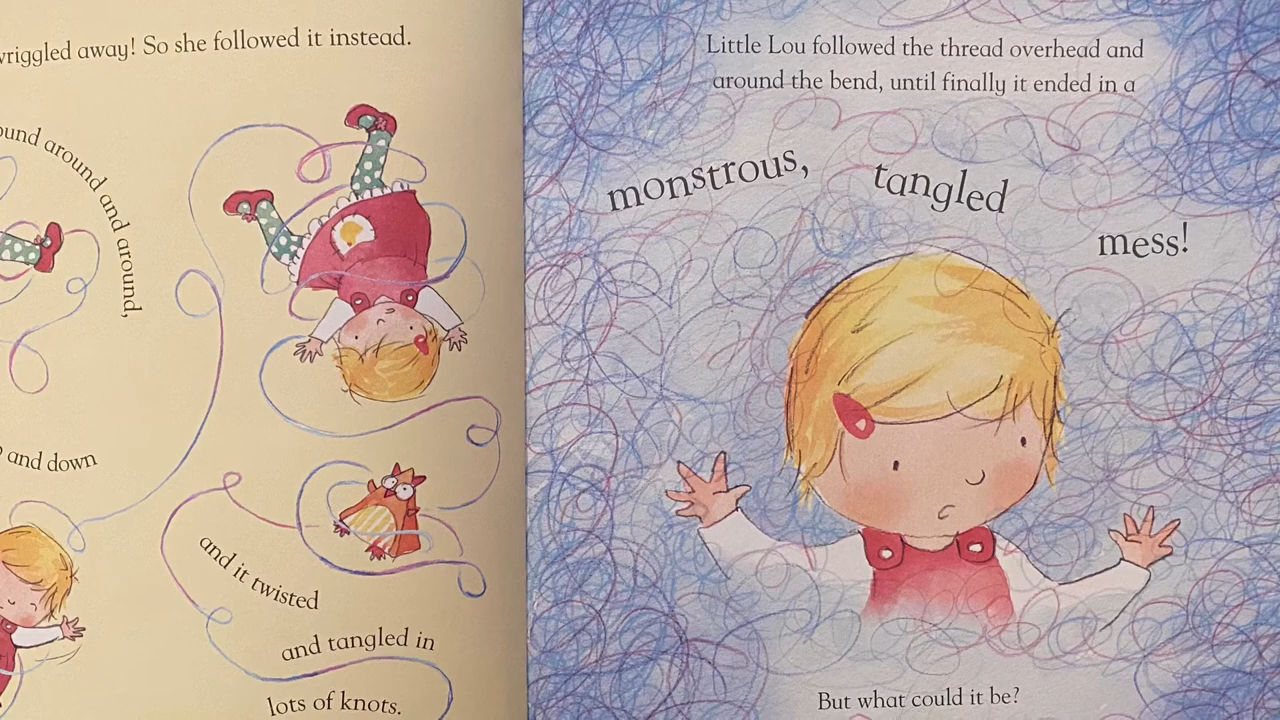 wriggled away! So she followed it instead.
around and around,
and down
and it twisted
and tangled in
lots of knots.
Little Lou followed the thread overhead and
around the bend, until finally it ended in a
monstrous, tangled
mess!
But what could it be?